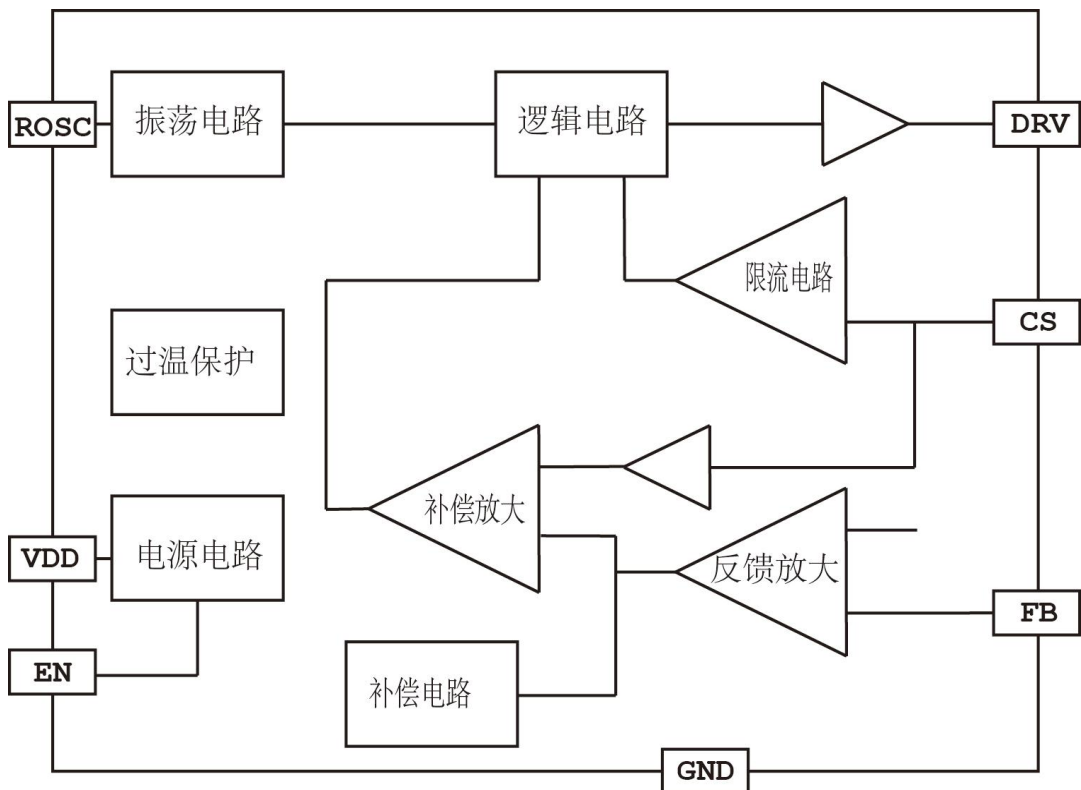 ROSC
振荡电路
逻辑电路
DRV
限流电路
CS
过温保护
补偿放大
VDD
电源电路
反馈放大
FB
EN
补偿电路
GND